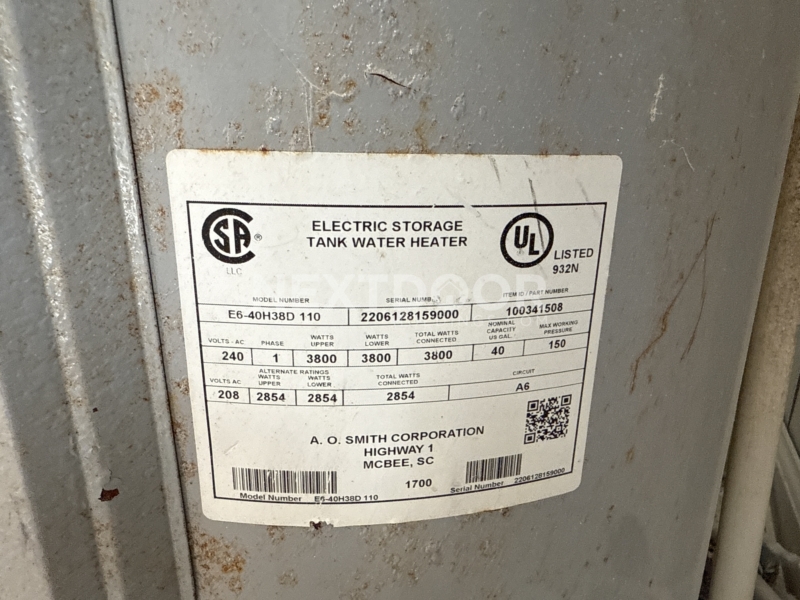 SA ®
LLC
ELECTRIC STORAGE
TANK WATER HEATER
UL
LISTED
932N
NEXTDOOR
MODEL NUMBER SERIAL NUMBER ITEM ID / PART NUMBER
E6-40H38D 110 2206128159000 100341508
VOLTS - AC PHASE WATTS UPPER WATTS LOWER TOTAL WATTS CONNECTED NOMINAL CAPACITY US GAL. MAX WORKING PRESSURE
240 1 3800 3800 3800 40 150
ALTERNATE RATINGS
VOLTS AC WATTS UPPER WATTS LOWER TOTAL WATTS CONNECTED CIRCUIT
208 2854 2854 2854 A6
A. O. SMITH CORPORATION
HIGHWAY 1
MCBEE, SC
1700
Model Number E6-40H38D 110
Serial Number 2206128159000